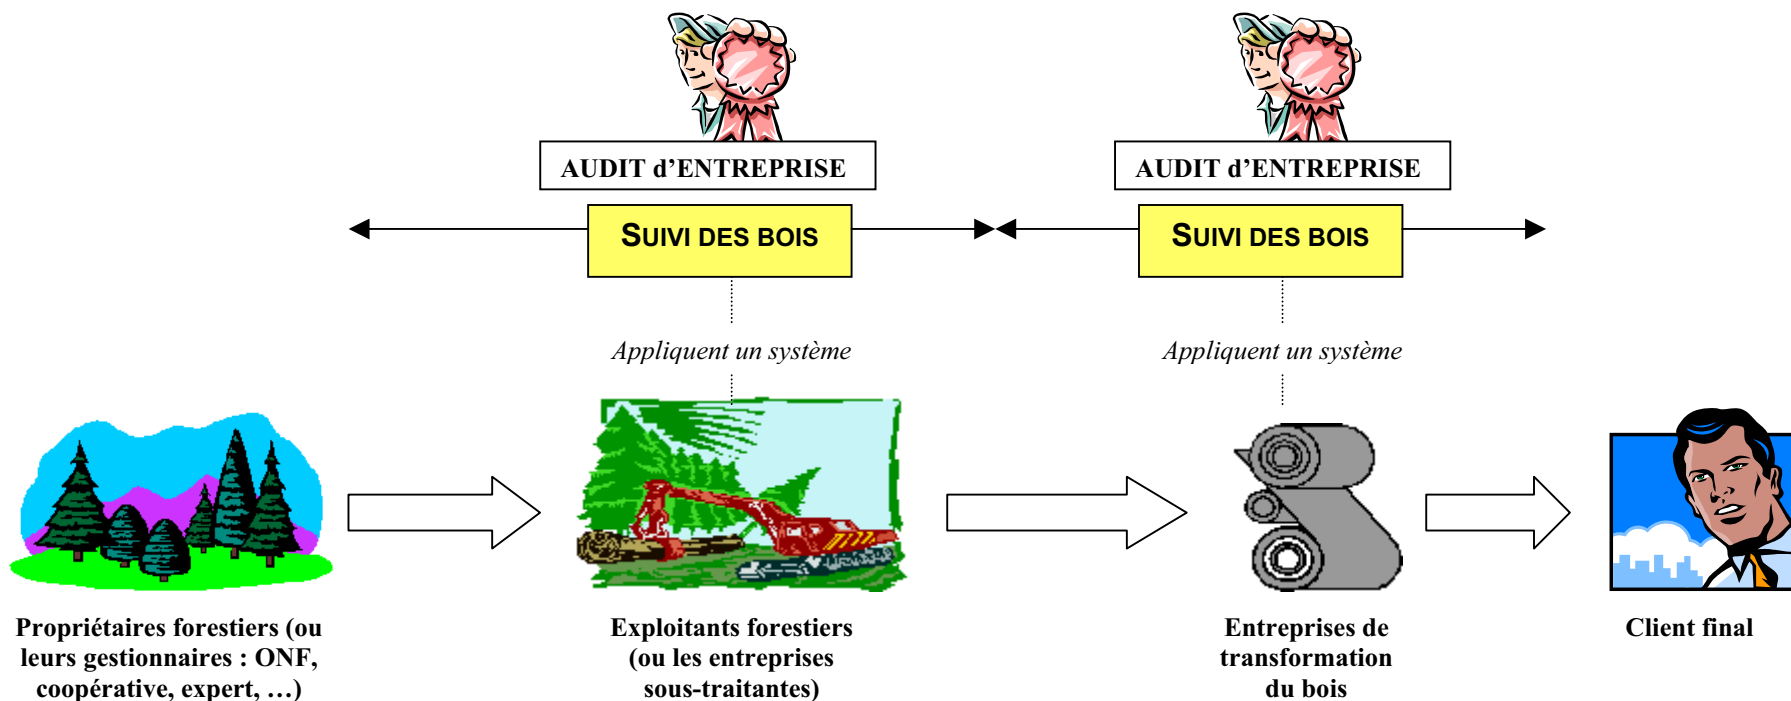 AUDIT d’ENTREPRISE
AUDIT d’ENTREPRISE
SUIVI DES BOIS
SUIVI DES BOIS
Appliquent un système
Appliquent un système
Propriétaires forestiers (ou
leurs gestionnaires : ONF,
coopérative, expert, …)
Exploitants forestiers
(ou les entreprises
sous-traitantes)
Entreprises de
transformation
du bois
Client final